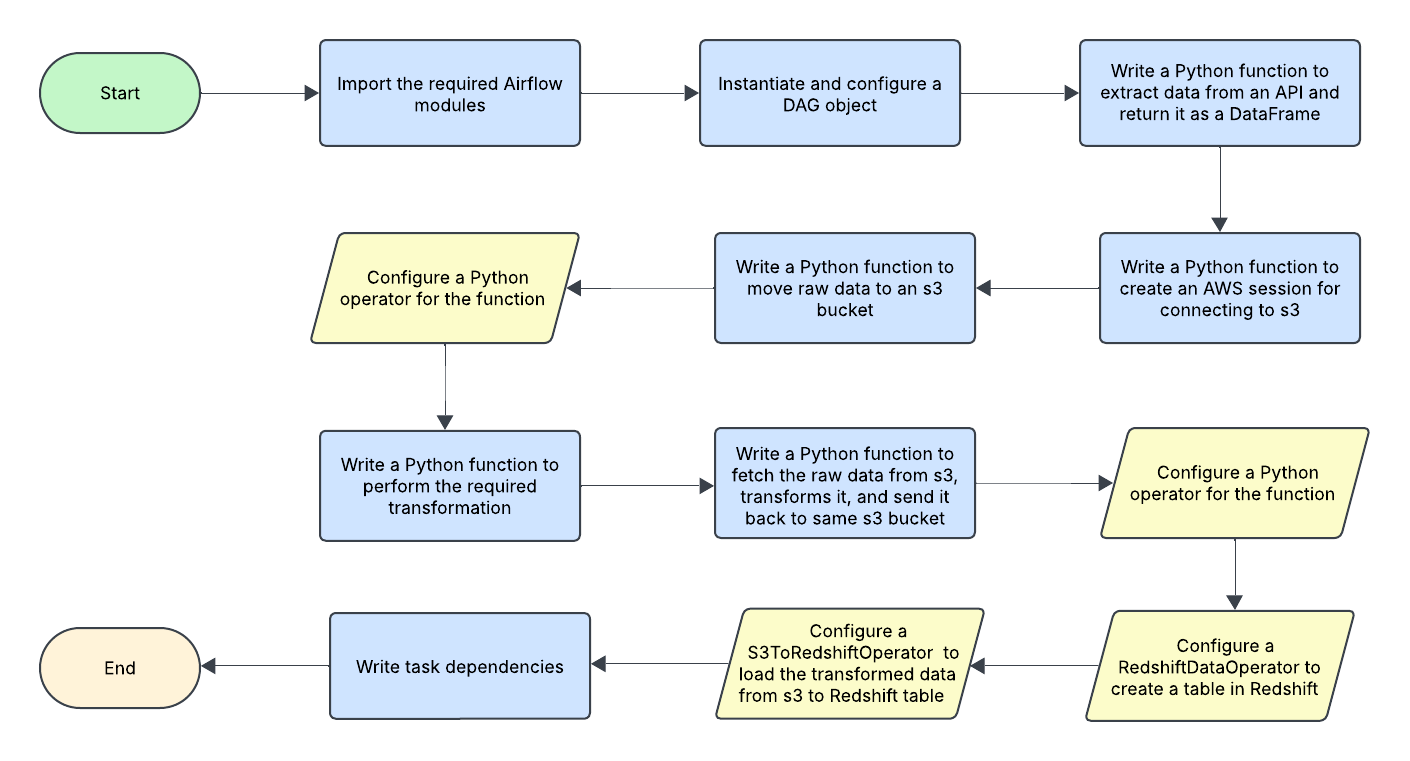 Start
Import the required Airflow
modules
Instantiate and configure a
DAG object
Write a Python function to
extract data from an API and
return it as a DataFrame
Write a Python function to
create an AWS session for
connecting to s3
Write a Python function to
move raw data to an s3
bucket
Configure a Python
operator for the function
Write a Python function to
perform the required
transformation
Write a Python function to
fetch the raw data from s3,
transforms it, and send it
back to same s3 bucket
Configure a Python
operator for the function
Configure a
RedshiftDataOperator to
create a table in Redshift
Configure a
S3ToRedshiftOperator  to
load the transformed data
from s3 to Redshift table
Write task dependencies
End